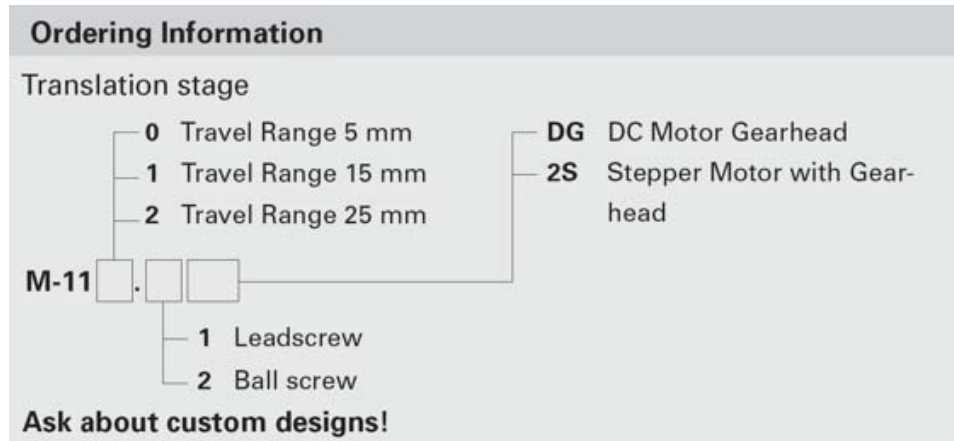 Ordering Information
Translation stage
0 Travel Range 5 mm
1 Travel Range 15 mm
2 Travel Range 25 mm
DG DC Motor Gearhead
2S Stepper Motor with Gear-
head
M-11 .
1 Leadscrew
2 Ball screw
Ask about custom designs!